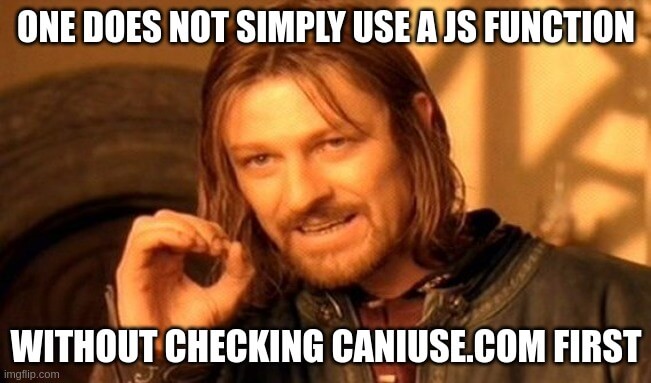 ONE DOES NOT SIMPLY USE A JS FUNCTION
WITHOUT CHECKING CANIUSE.COM FIRST
imgflip.com